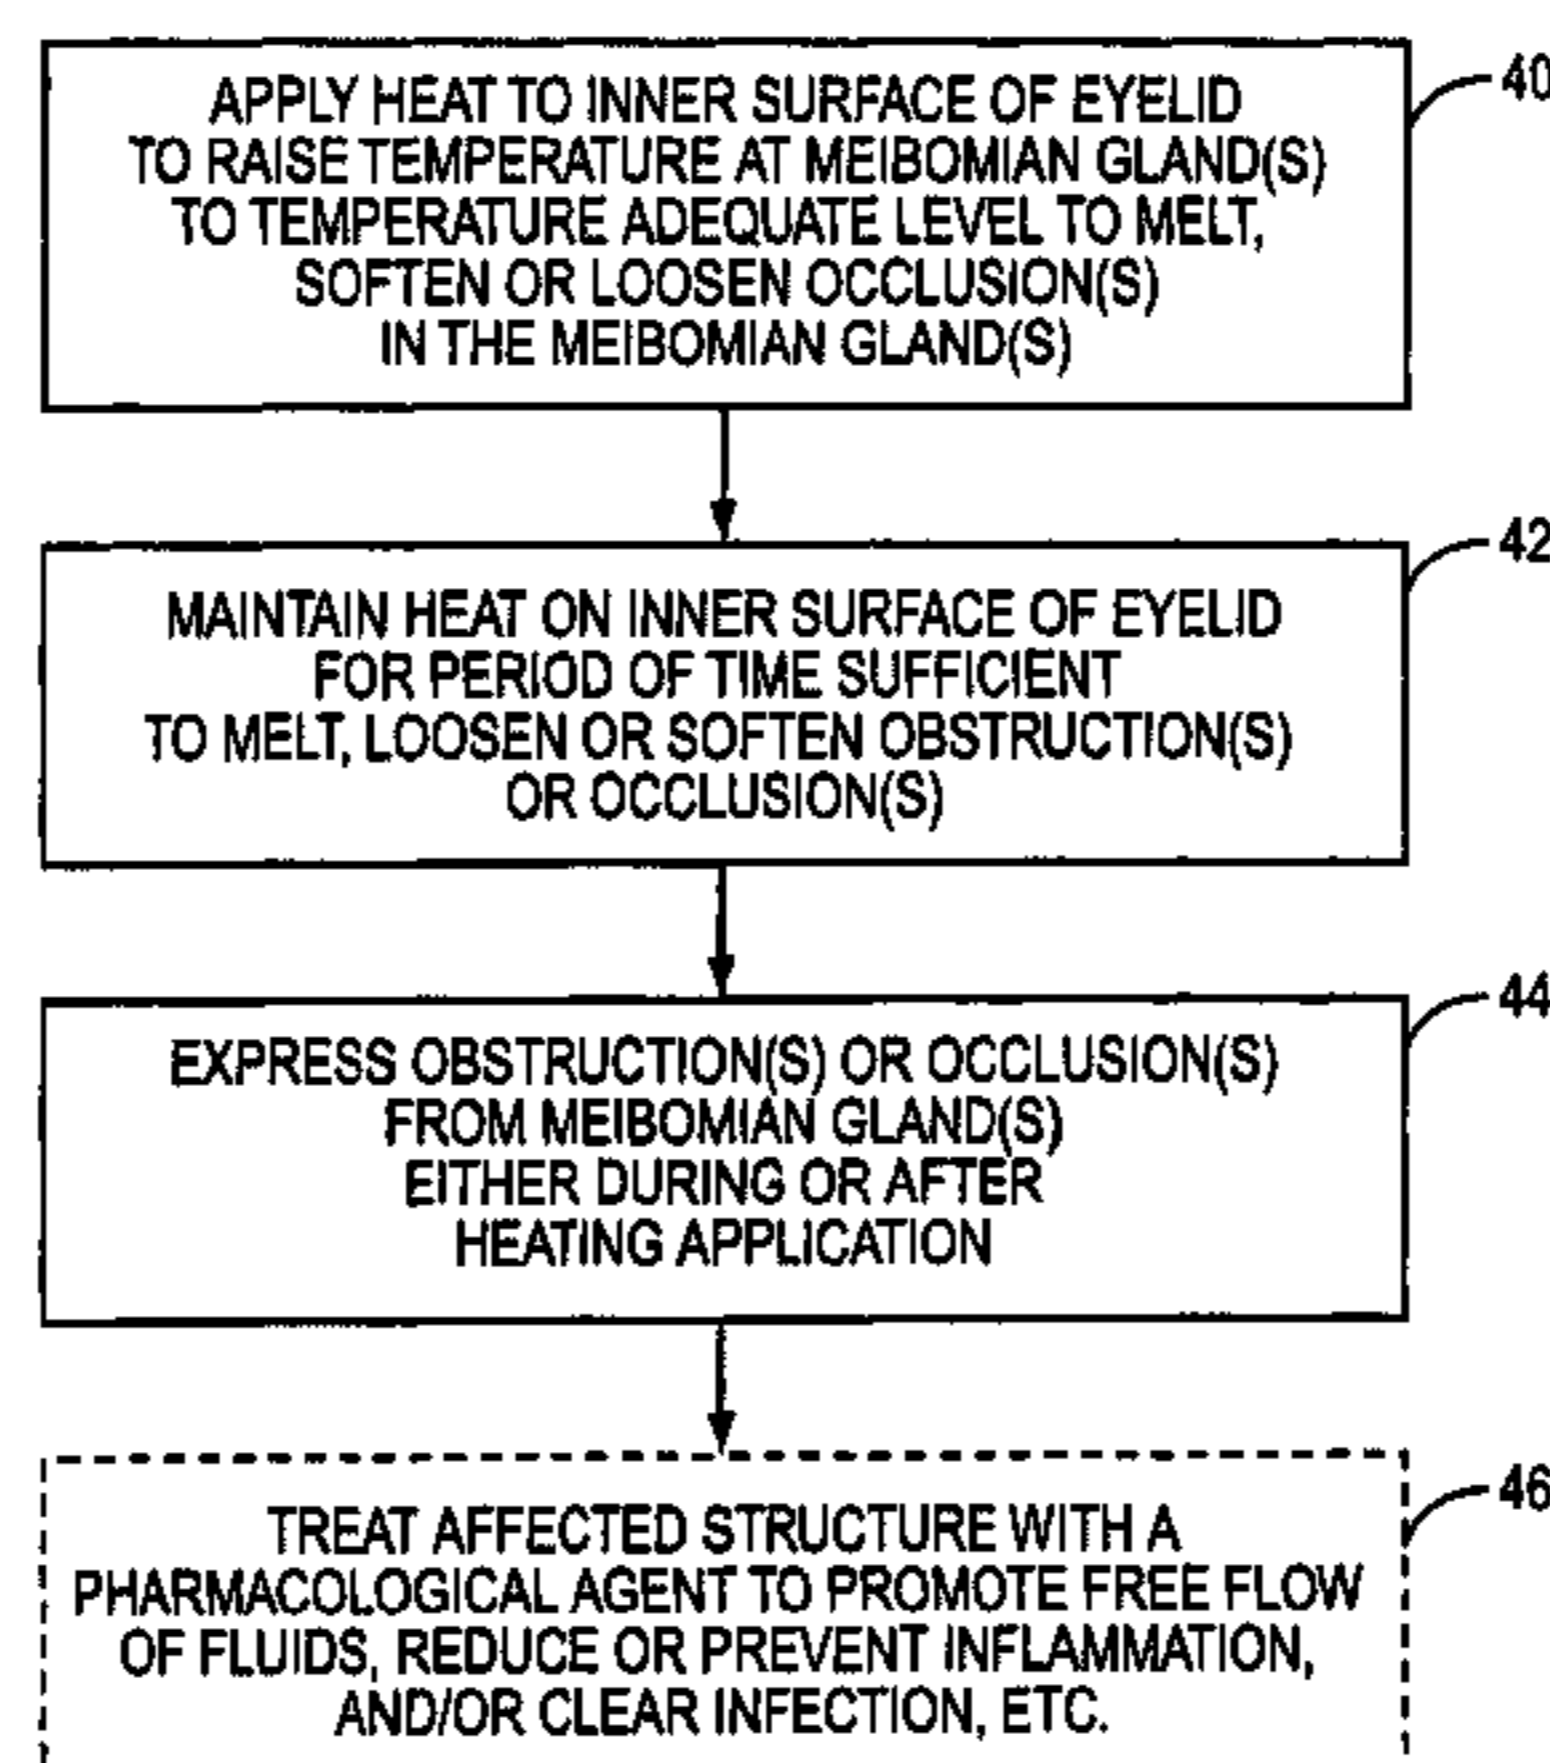 APPLY HEAT TO INNER SURFACE OF EYELID
TO RAISE TEMPERATURE AT MEIBOMIAN GLAND(S)
TO TEMPERATURE ADEQUATE LEVEL TO MELT,
SOFTEN OR LOOSEN OCCLUSION(S)
IN THE MEIBOMIAN GLAND(S)
40
MAINTAIN HEAT ON INNER SURFACE OF EYELID
FOR PERIOD OF TIME SUFFICIENT
TO MELT, LOOSEN OR SOFTEN OBSTRUCTION(S)
OR OCCLUSION(S)
42
EXPRESS OBSTRUCTION(S) OR OCCLUSION(S)
FROM MEIBOMIAN GLAND(S)
EITHER DURING OR AFTER
HEATING APPLICATION
44
TREAT AFFECTED STRUCTURE WITH A
PHARMACOLOGICAL AGENT TO PROMOTE FREE FLOW
OF FLUIDS, REDUCE OR PREVENT INFLAMMATION,
AND/OR CLEAR INFECTION, ETC.
46